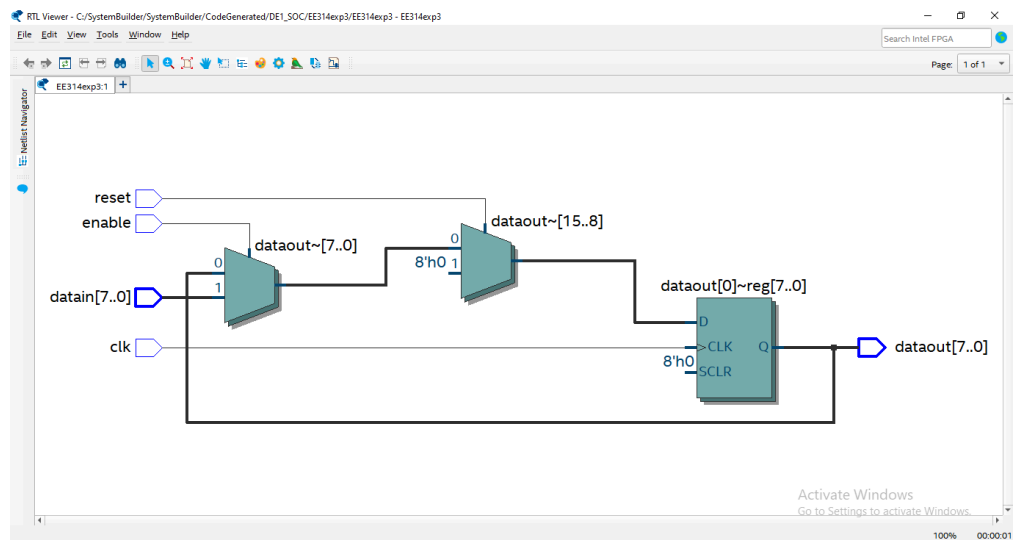 RTL Viewer - C:/SystemBuilder/SystemBuilder/CodeGenerated/DE1_SOC/EE314exp3/EE314exp3 - EE314exp3
File Edit View Tools Window Help
Search Intel FPGA
Page: 1 of 1
EE314exp3:1
Netlist Navigator
reset
enable
dataout~[7..0]
0
1
datain[7..0]
dataout~[15..8]
0
8'h0 1
clk
dataout[0]~reg[7..0]
D
CLK Q
8'h0 SCLR
dataout[7..0]
Activate Windows
Go to Settings to activate Windows.
100% 00:00:01